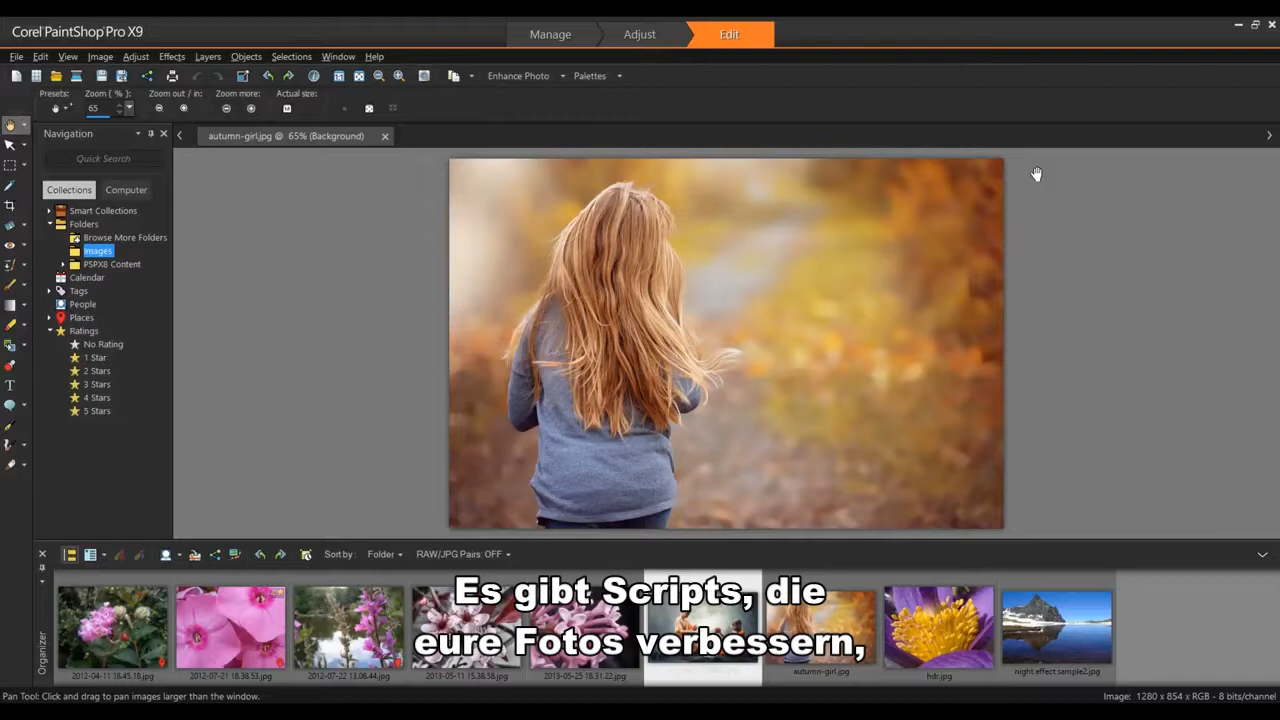 Corel PaintShop Pro X9
Manage
Adjust
Edit
File Edit View Image Adjust Effects Layers Objects Selections Window Help
Enhance Photo
Palettes
Presets: Zoom ( % ): Zoom out / in: Zoom more: Actual size:
65
Navigation
autumn-girl.jpg @ 65% (Background)
Quick Search
Collections Computer
Smart Collections
Folders
Browse More Folders
Images
PSPX8 Content
Calendar
Tags
People
Places
Ratings
No Rating
1 Star
2 Stars
3 Stars
4 Stars
5 Stars
Sort by: Folder RAW/JPG Pairs: OFF
Organizer
Es gibt Scripts, die
eure Fotos verbessern,
2012-04-11 18.45.18.jpg 2012-07-21 18.38.53.jpg 2012-07-22 13.08.44.jpg 2013-05-11 15.38.58.jpg 2013-05-25 18.31.22.jpg autumn-girl.jpg hdr.jpg night effect sample2.jpg
Pan Tool: Click and drag to pan images larger than the window.
Image: 1280 x 854 x RGB - 8 bits/channel